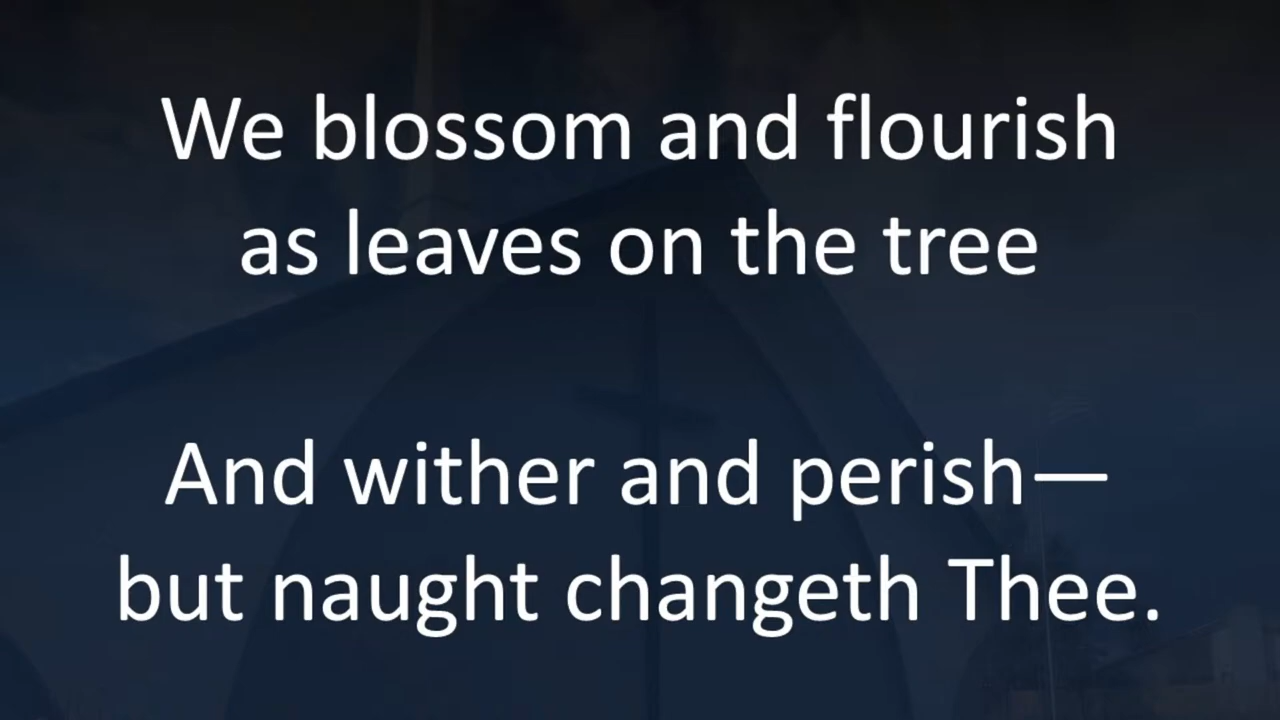 We blossom and flourish
as leaves on the tree
And wither and perish—
but naught changeth Thee.